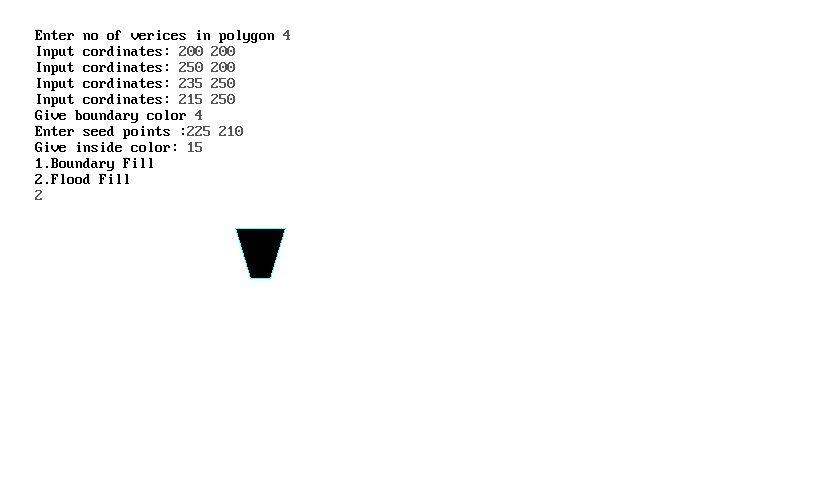 Enter no of verices in polygon 4
Input cordinates: 200 200
Input cordinates: 250 200
Input cordinates: 235 250
Input cordinates: 215 250
Give boundary color 4
Enter seed points :225 210
Give inside color: 15
1.Boundary Fill
2.Flood Fill
2